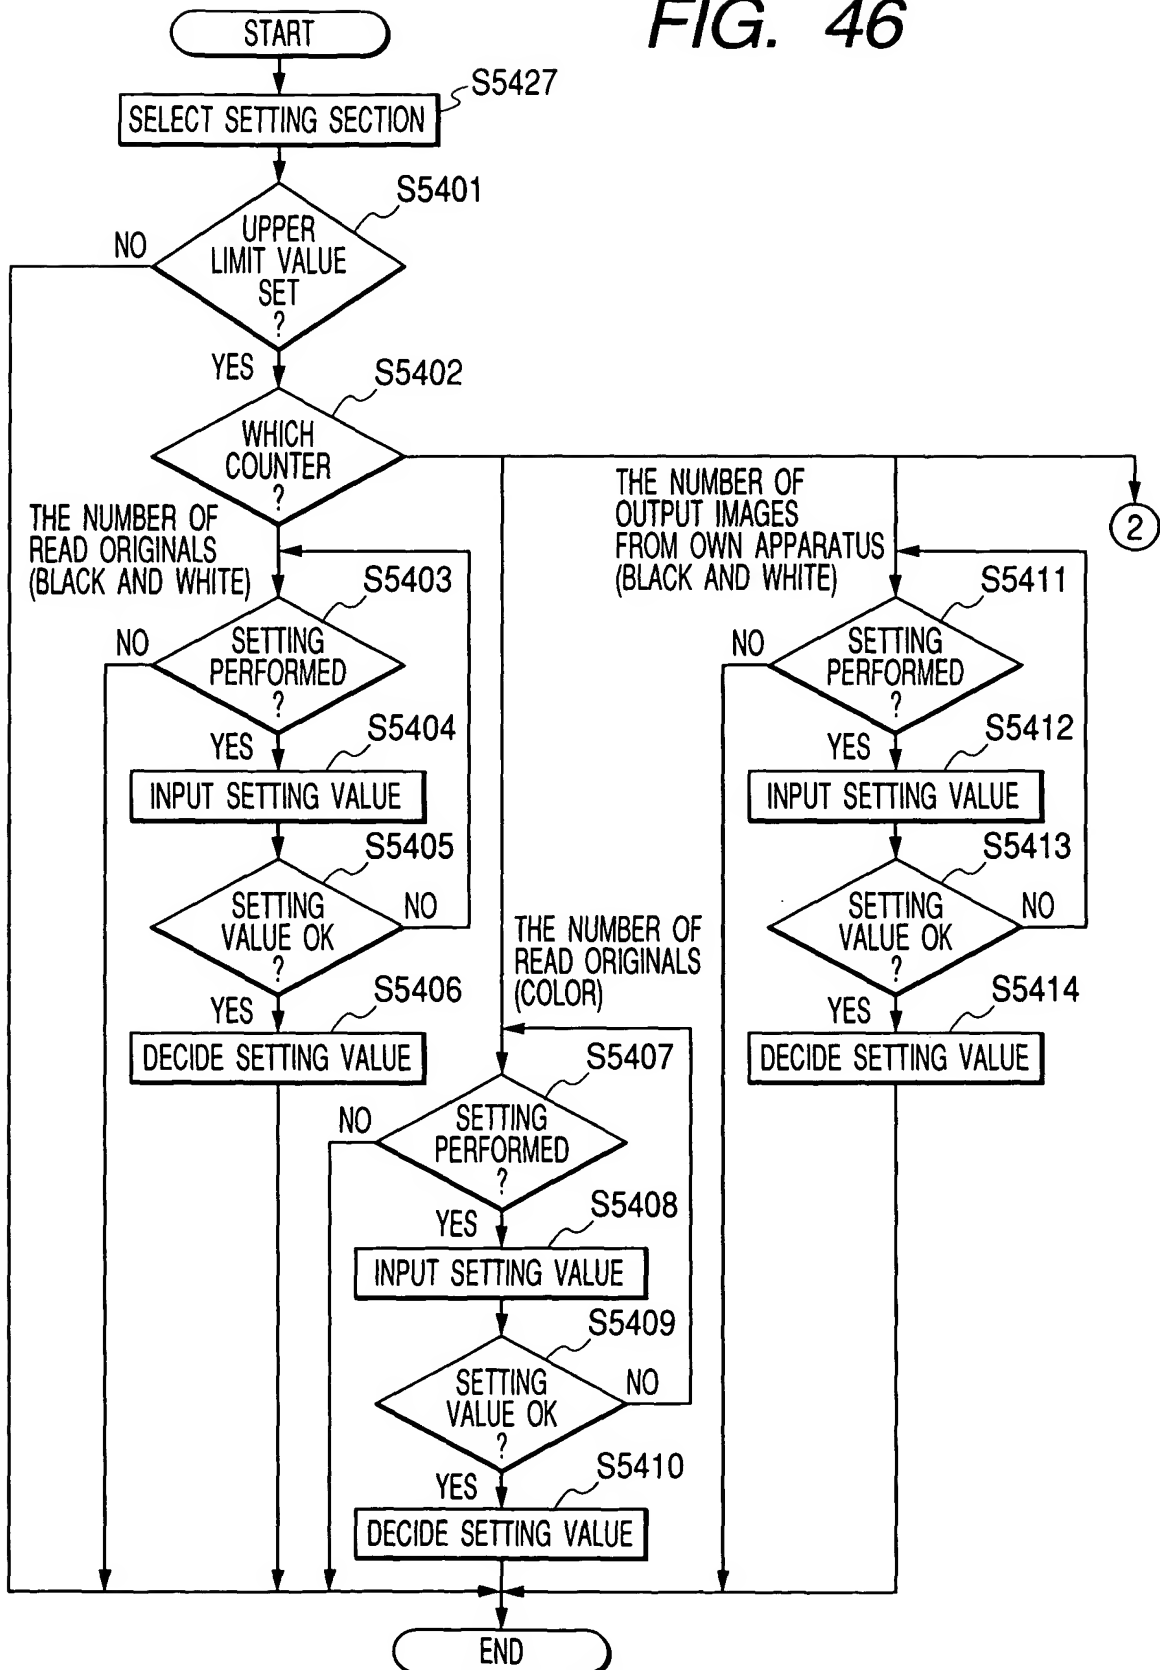 FIG. 46
START
S5427
SELECT SETTING SECTION
S5401
UPPER
LIMIT VALUE
SET
?
NO
YES
S5402
WHICH
COUNTER
?
THE NUMBER OF
READ ORIGINALS
(BLACK AND WHITE)
THE NUMBER OF
OUTPUT IMAGES
FROM OWN APPARATUS
(BLACK AND WHITE)
2
S5403
SETTING
PERFORMED
?
NO
YES
S5404
INPUT SETTING VALUE
S5405
SETTING
VALUE OK
?
NO
YES
S5406
DECIDE SETTING VALUE
THE NUMBER OF
READ ORIGINALS
(COLOR)
S5407
SETTING
PERFORMED
?
NO
YES
S5408
INPUT SETTING VALUE
S5409
SETTING
VALUE OK
?
NO
YES
S5410
DECIDE SETTING VALUE
S5411
SETTING
PERFORMED
?
NO
YES
S5412
INPUT SETTING VALUE
S5413
SETTING
VALUE OK
?
NO
YES
S5414
DECIDE SETTING VALUE
END